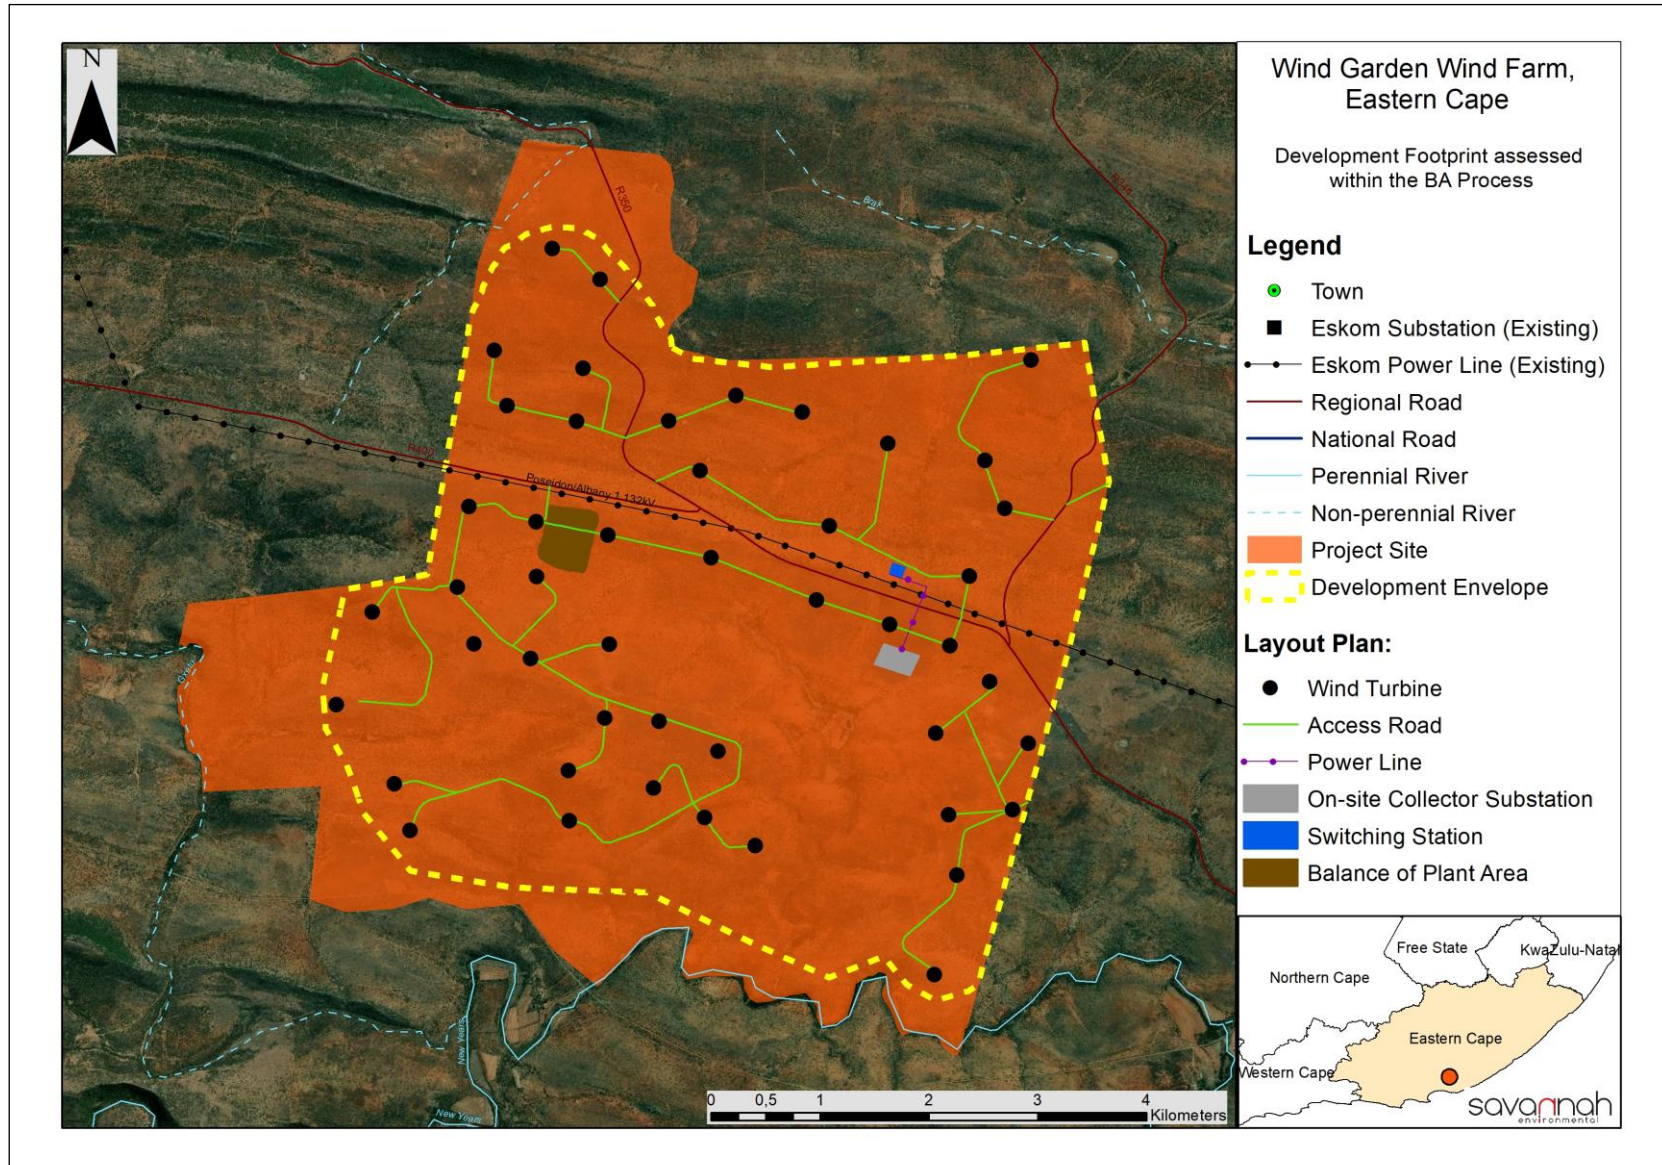 Wind Garden Wind Farm,
Eastern Cape
Development Footprint assessed
within the BA Process
Legend
Town
Eskom Substation (Existing)
Eskom Power Line (Existing)
Regional Road
National Road
Perennial River
Non-perennial River
Project Site
Development Envelope
Layout Plan:
Wind Turbine
Access Road
Power Line
On-site Collector Substation
Switching Station
Balance of Plant Area
N
R350
Brak
Poseidon/Albany 1 132kV
New Years
New Years
0 0,5 1 2 3 4
Kilometers
Free State
KwaZulu-Natal
Northern Cape
Eastern Cape
Western Cape
savannah
environmental